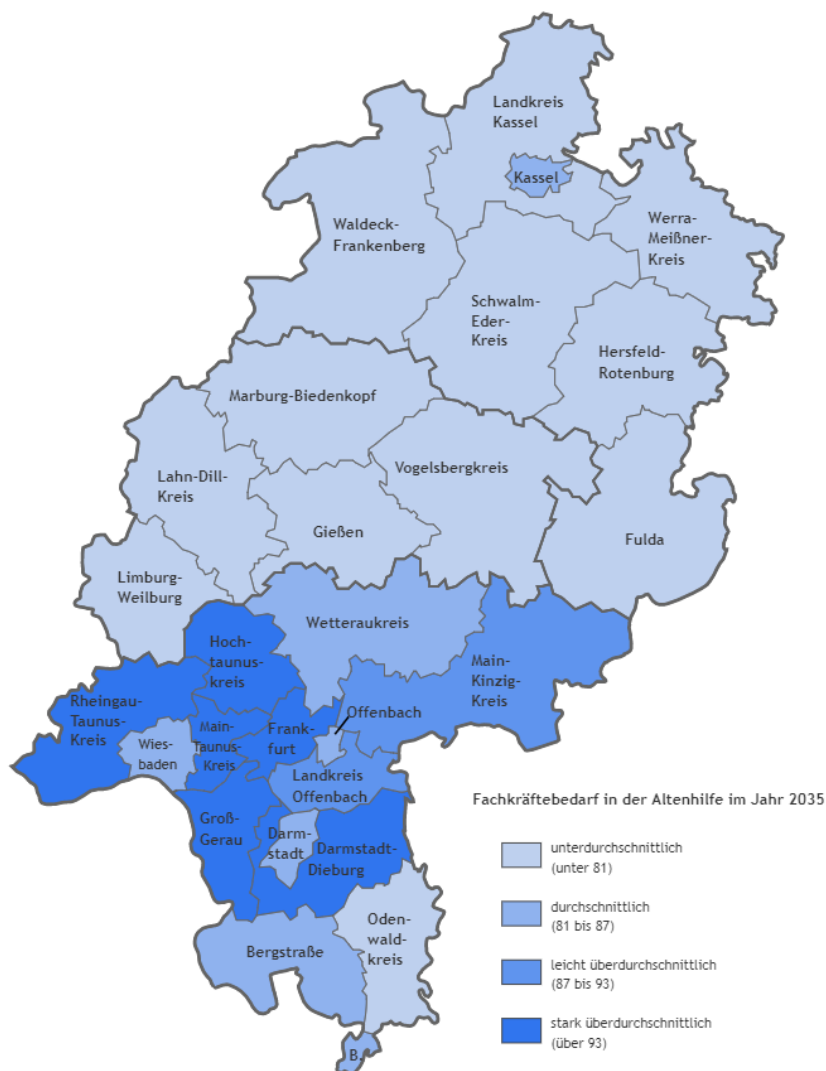 Landkreis
Kassel
Kassel
Waldeck-
Frankenberg
Werra-
Meißner-
Kreis
Schwalm-
Eder-
Kreis
Hersfeld-
Rotenburg
Marburg-Biedenkopf
Vogelsbergkreis
Lahn-Dill-
Kreis
Gießen
Fulda
Limburg-
Weilburg
Wetteraukreis
Hoch-
taunus-
kreis
Main-
Kinzig-
Kreis
Rheingau-
Taunus-
Kreis
Offenbach
Main-
Taunus-
Kreis
Frank-
furt
Wies-
baden
Landkreis
Offenbach
Fachkräftebedarf in der Altenhilfe im Jahr 2035
Groß-
Gerau
Darm-
stadt
Darmstadt-
Dieburg
unterdurchschnittlich
(unter 81)
durchschnittlich
(81 bis 87)
Oden-
wald-
kreis
Bergstraße
leicht überdurchschnittlich
(87 bis 93)
stark überdurchschnittlich
(über 93)
B.